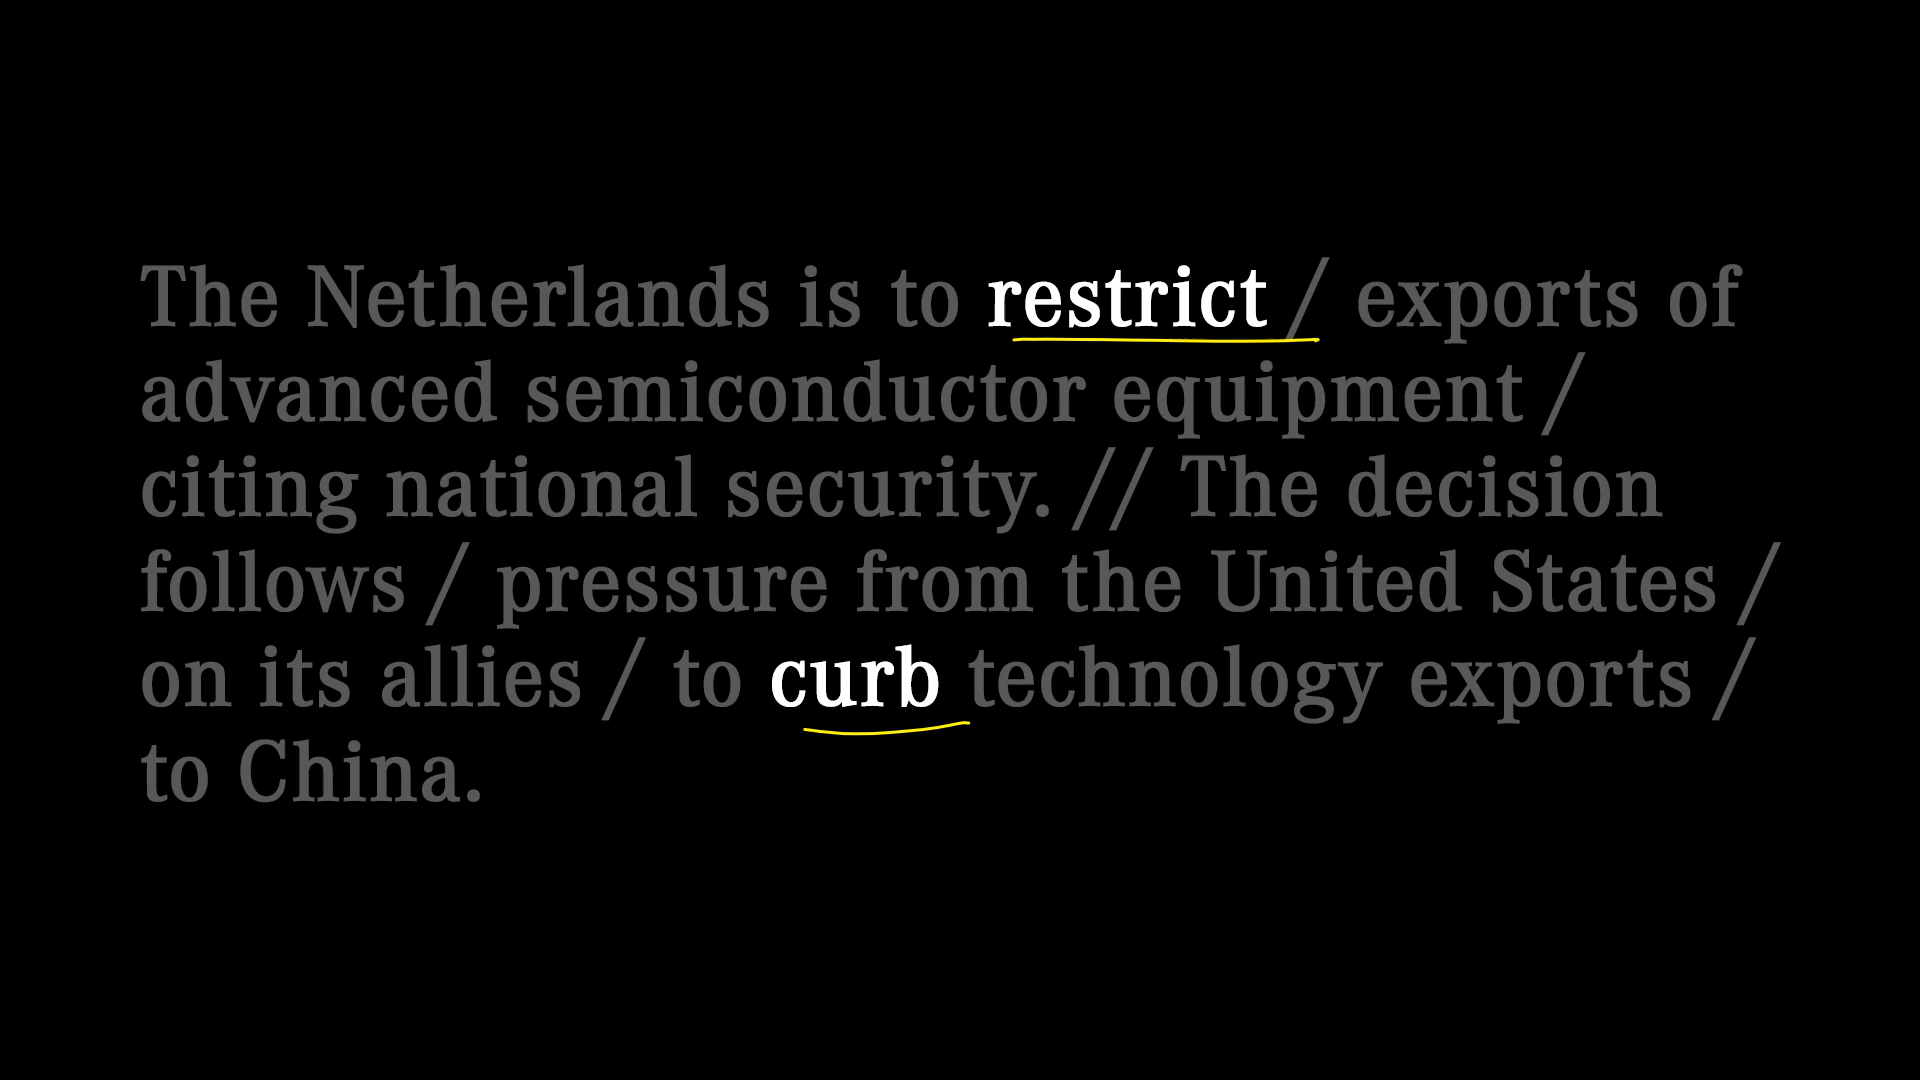 The Netherlands is to restrict / exports of
advanced semiconductor equipment /
citing national security. // The decision
follows / pressure from the United States /
on its allies / to curb technology exports /
to China.